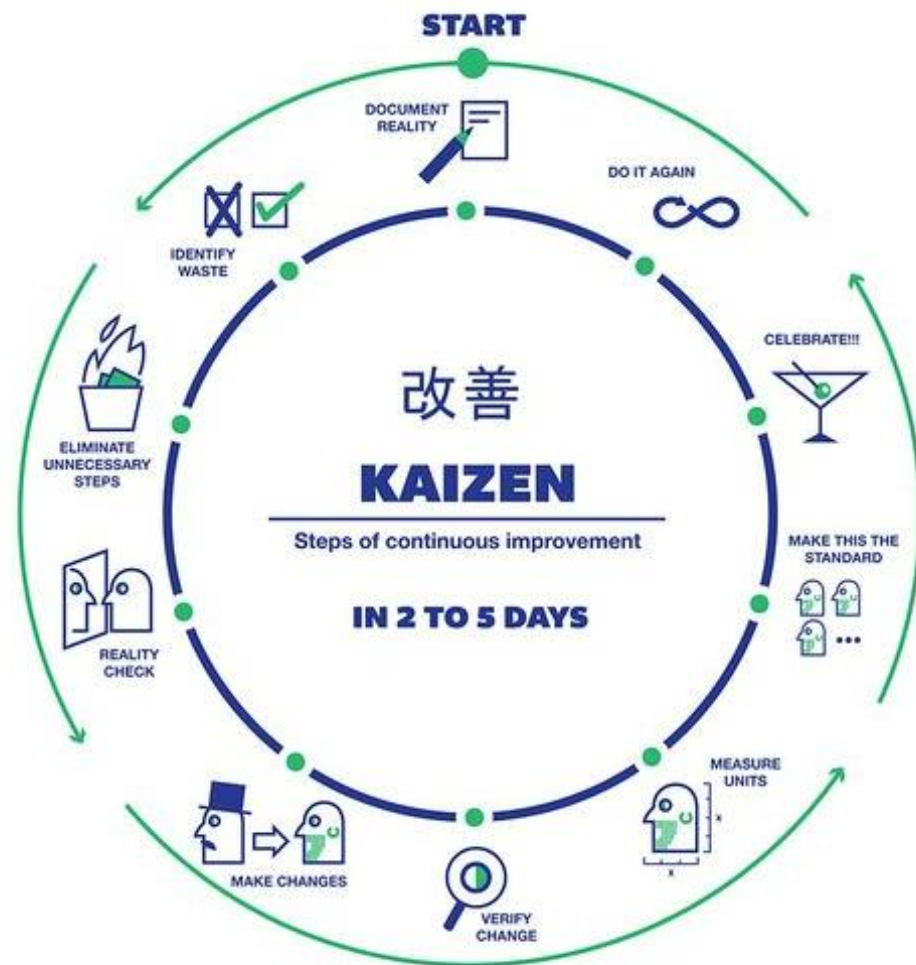 START
DOCUMENT
REALITY
IDENTIFY
WASTE
ELIMINATE
UNNECESSARY
STEPS
REALITY
CHECK
MAKE CHANGES
VERIFY
CHANGE
MEASURE
UNITS
x
x
MAKE THIS THE
STANDARD
CELEBRATE!!!
DO IT AGAIN
改善
KAIZEN
Steps of continuous improvement
IN 2 TO 5 DAYS